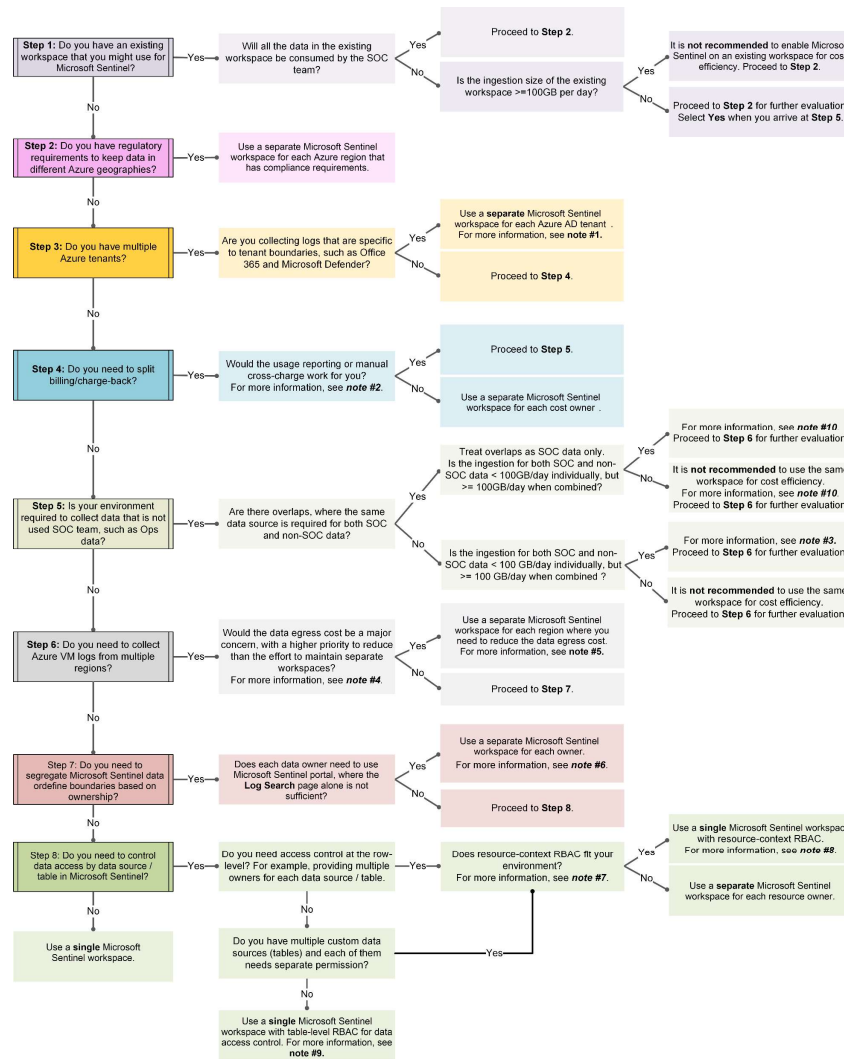 Step 1: Do you have an existing
workspace that you might use for
Microsoft Sentinel?
Yes
Will all the data in the existing
workspace be consumed by the SOC
team?
Yes
Proceed to Step 2.
No
Is the ingestion size of the existing
workspace >=100GB per day?
Yes
It is not recommended to enable Microso
Sentinel on an existing workspace for cos
efficiency. Proceed to Step 2.
No
Proceed to Step 2 for further evaluation
Select Yes when you arrive at Step 5.
No
Step 2: Do you have regulatory
requirements to keep data in
different Azure geographies?
Yes
Use a separate Microsoft Sentinel
workspace for each Azure region that
has compliance requirements.
No
Step 3: Do you have multiple
Azure tenants?
Yes
Are you collecting logs that are specific
to tenant boundaries, such as Office
365 and Microsoft Defender?
Yes
Use a separate Microsoft Sentinel
workspace for each Azure AD tenant .
For more information, see note #1.
No
Proceed to Step 4.
No
Step 4: Do you need to split
billing/charge-back?
Yes
Would the usage reporting or manual
cross-charge work for you?
For more information, see note #2.
Yes
Proceed to Step 5.
No
Use a separate Microsoft Sentinel
workspace for each cost owner .
No
Step 5: Is your environment
required to collect data that is not
used SOC team, such as Ops
data?
Yes
Are there overlaps, where the same
data source is required for both SOC
and non-SOC data?
Yes
Treat overlaps as SOC data only.
Is the ingestion for both SOC and non-
SOC data < 100GB/day individually, but
>= 100GB/day when combined?
Yes
For more information, see note #10
Proceed to Step 6 for further evaluation
No
It is not recommended to use the same
workspace for cost efficiency.
For more information, see note #10.
Proceed to Step 6 for further evaluation
No
Is the ingestion for both SOC and non-
SOC data < 100 GB/day individually, but
>= 100 GB/day when combined ?
Yes
For more information, see note #3.
Proceed to Step 6 for further evaluation
No
It is not recommended to use the same
workspace for cost efficiency.
Proceed to Step 6 for further evaluation
No
Step 6: Do you need to collect
Azure VM logs from multiple
regions?
Yes
Would the data egress cost be a major
concern, with a higher priority to reduce
than the effort to maintain separate
workspaces?
For more information, see note #4.
Yes
Use a separate Microsoft Sentinel
workspace for each region where you
need to reduce the data egress cost.
For more information, see note #5.
No
Proceed to Step 7.
No
Step 7: Do you need to
segregate Microsoft Sentinel data
ordefine boundaries based on
ownership?
Yes
Does each data owner need to use
Microsoft Sentinel portal, where the
Log Search page alone is not
sufficient?
Yes
Use a separate Microsoft Sentinel
workspace for each owner.
For more information, see note #6.
No
Proceed to Step 8.
No
Step 8: Do you need to control
data access by data source /
table in Microsoft Sentinel?
Yes
Do you need access control at the row-
level? For example, providing multiple
owners for each data source / table.
Yes
Does resource-context RBAC fit your
environment?
For more information, see note #7.
Yes
Use a single Microsoft Sentinel workspac
with resource-context RBAC.
For more information, see note #8.
No
Use a separate Microsoft Sentinel
workspace for each resource owner.
No
Use a single Microsoft
Sentinel workspace.
No
Do you have multiple custom data
sources (tables) and each of them
needs separate permission?
Yes
No
Use a single Microsoft Sentinel
workspace with table-level RBAC for data
access control. For more information, see
note #9.